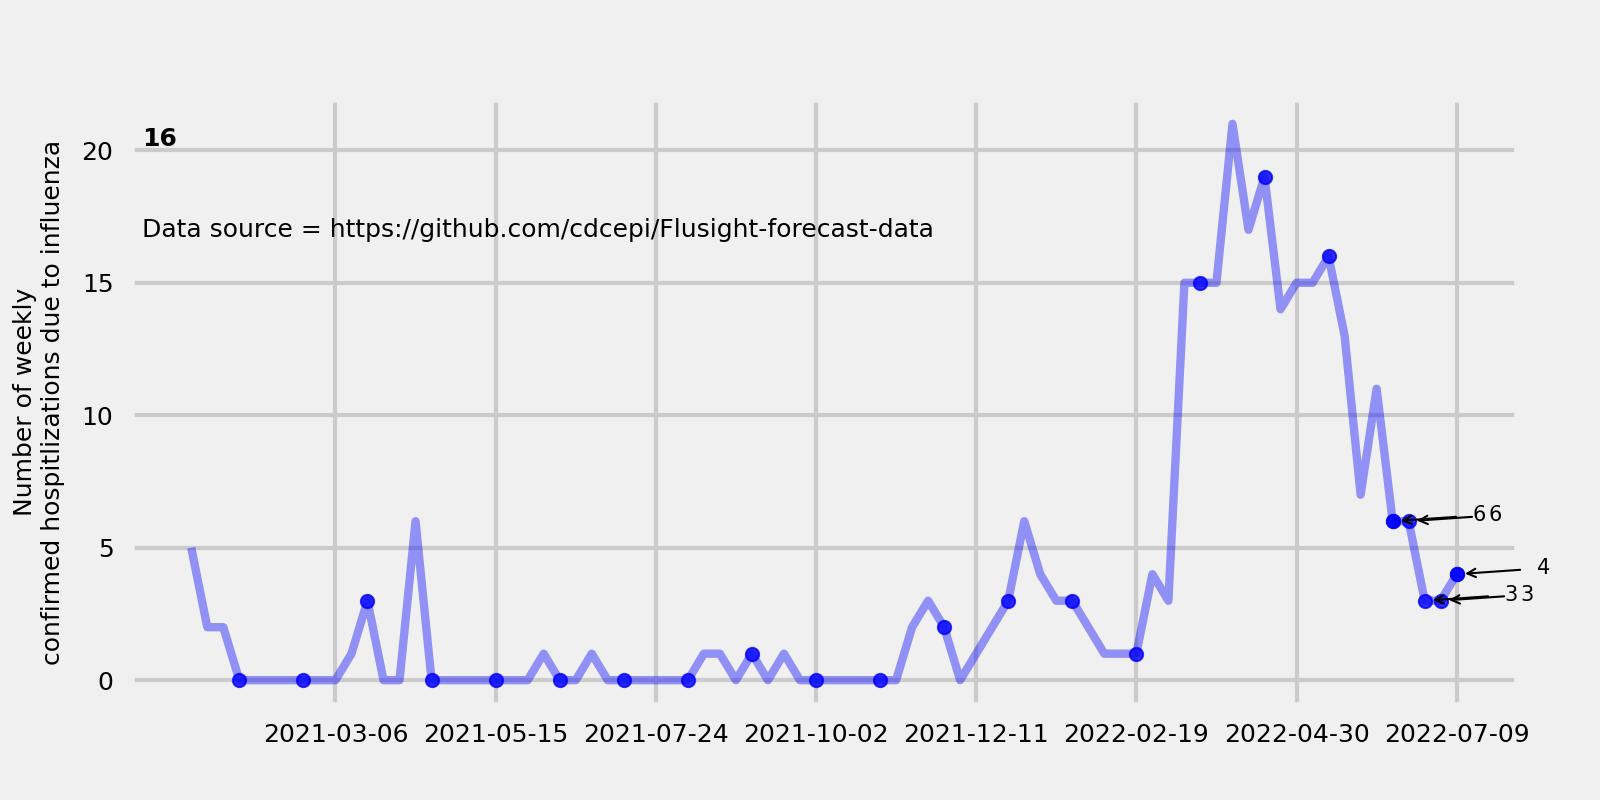 16
Data source = https://github.com/cdcepi/Flusight-forecast-data
Number of weekly
confirmed hospitlizations due to influenza
20
15
10
5
0
66
4
33
2021-03-06 2021-05-15 2021-07-24 2021-10-02 2021-12-11 2022-02-19 2022-04-30 2022-07-09